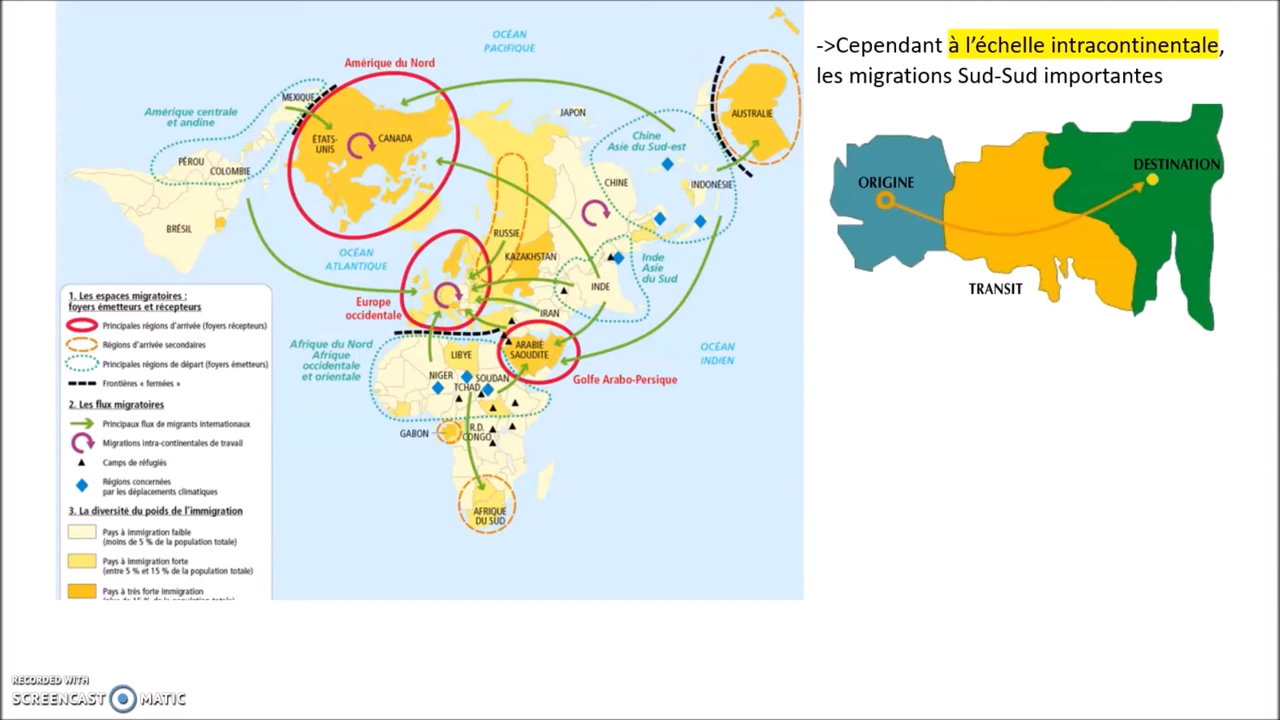 ->Cependant à l’échelle intracontinentale,
les migrations Sud-Sud importantes
OCÉAN
PACIFIQUE
Amérique du Nord
MEXIQUE
Amérique centrale
et andine
ÉTATS-
UNIS
CANADA
JAPON
AUSTRALIE
Chine
Asie du Sud-est
PÉROU
COLOMBIE
CHINE
INDONÉSIE
BRÉSIL
RUSSIE
OCÉAN
ATLANTIQUE
KAZAKHSTAN
Inde
Asie
du Sud
INDE
Europe
occidentale
IRAN
Afrique du Nord
Afrique
occidentale
et orientale
LIBYE
ARABIE
SAOUDITE
OCÉAN
INDIEN
Golfe Arabo-Persique
NIGER
SOUDAN
TCHAD
GABON
R.D.
CONGO
AFRIQUE
DU SUD
1. Les espaces migratoires :
foyers émetteurs et récepteurs
Principales régions d’arrivée (foyers récepteurs)
Régions d’arrivée secondaires
Principales régions de départ (foyers émetteurs)
Frontières « fermées »
2. Les flux migratoires
Principaux flux de migrants internationaux
Migrations intra-continentales de travail
Camps de réfugiés
Régions concernées
par les déplacements climatiques
3. La diversité du poids de l’immigration
Pays à immigration faible
(moins de 5 % de la population totale)
Pays à immigration forte
(entre 5 % et 15 % de la population totale)
Pays à très forte immigration
ORIGINE
DESTINATION
TRANSIT
RECORDED WITH
SCREENCAST MATIC